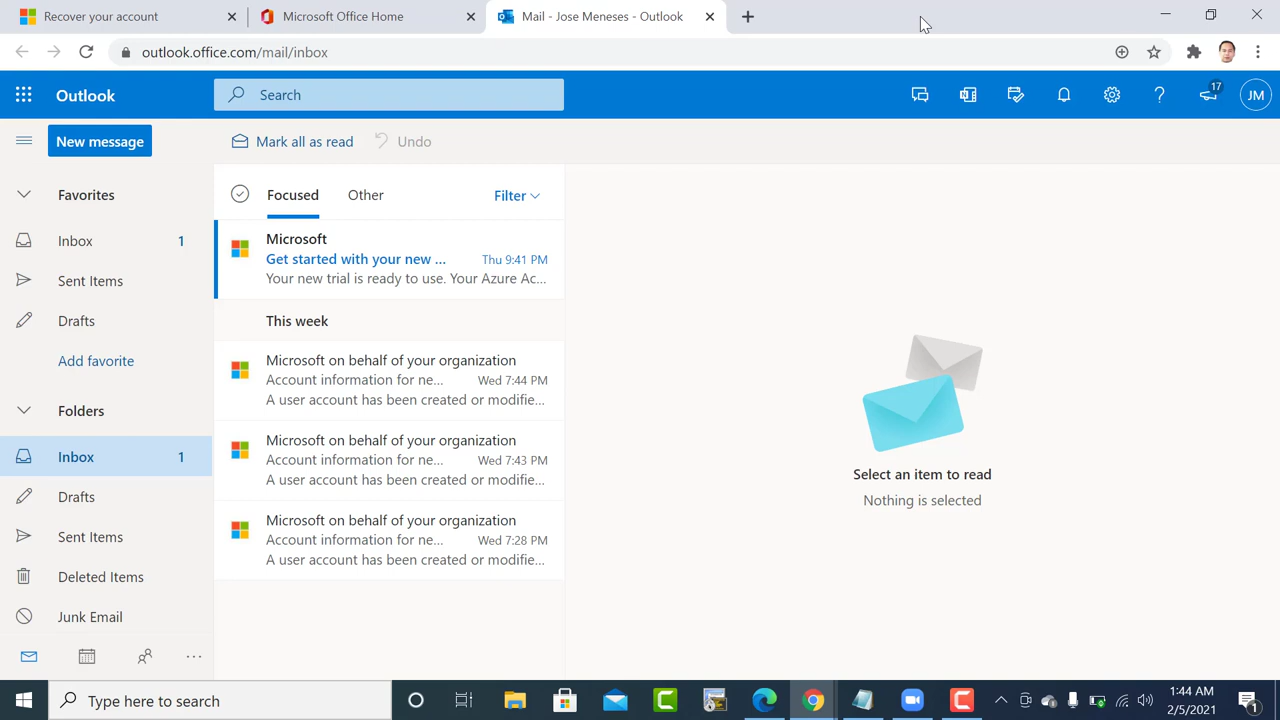 Recover your account
Microsoft Office Home
Mail - Jose Meneses - Outlook
outlook.office.com/mail/inbox
Outlook
Search
17
JM
New message
Mark all as read
Undo
Favorites
Inbox 1
Sent Items
Drafts
Add favorite
Folders
Inbox 1
Drafts
Sent Items
Deleted Items
Junk Email
Focused
Other
Filter
Microsoft
Get started with your new ... Thu 9:41 PM
Your new trial is ready to use. Your Azure Ac...
This week
Microsoft on behalf of your organization
Account information for ne... Wed 7:44 PM
A user account has been created or modifie...
Microsoft on behalf of your organization
Account information for ne... Wed 7:43 PM
A user account has been created or modifie...
Microsoft on behalf of your organization
Account information for ne... Wed 7:28 PM
A user account has been created or modifie...
Select an item to read
Nothing is selected
Type here to search
1:44 AM
2/5/2021
1